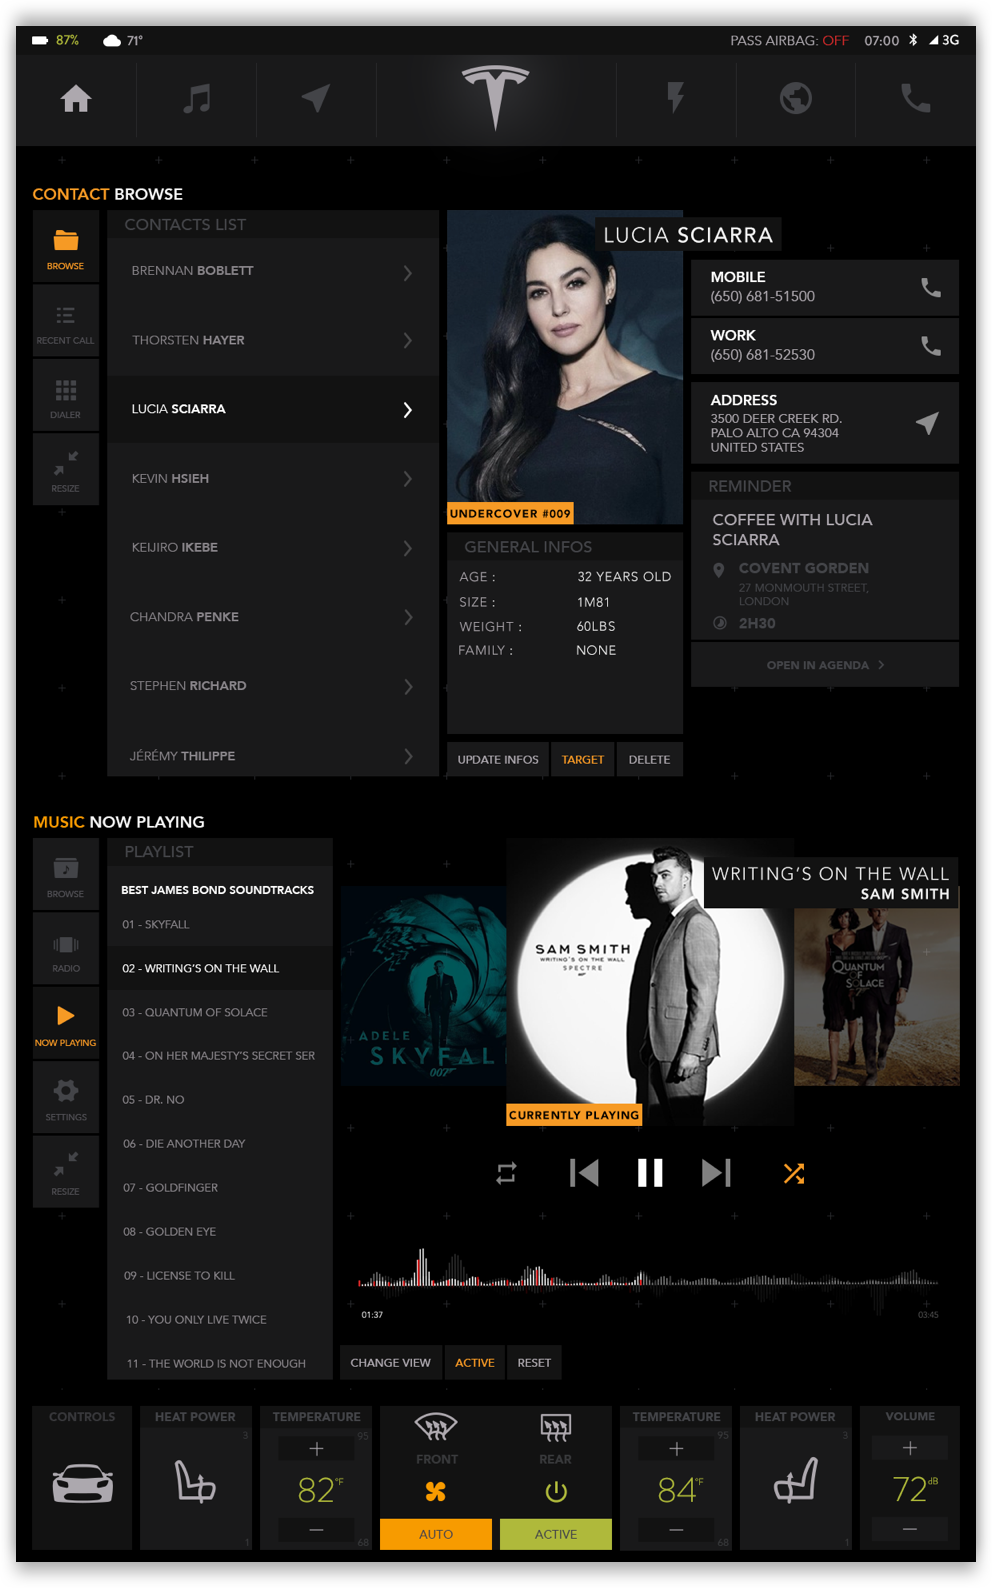 87%
71°
PASS AIRBAG: OFF
07:00
3G
CONTACT BROWSE
BROWSE
RECENT CALL
DIALER
RESIZE
CONTACTS LIST
BRENNAN BOBLETT
THORSTEN HAYER
LUCIA SCIARRA
KEVIN HSIEH
KEIJIRO IKEBE
CHANDRA PENKE
STEPHEN RICHARD
JÉRÉMY THILIPPE
LUCIA SCIARRA
UNDERCOVER #009
GENERAL INFOS
AGE : 32 YEARS OLD
SIZE : 1M81
WEIGHT : 60LBS
FAMILY : NONE
UPDATE INFOS
TARGET
DELETE
MOBILE
(650) 681-51500
WORK
(650) 681-52530
ADDRESS
3500 DEER CREEK RD.
PALO ALTO CA 94304
UNITED STATES
REMINDER
COFFEE WITH LUCIA
SCIARRA
COVENT GORDEN
27 MONMOUTH STREET,
LONDON
2H30
OPEN IN AGENDA
MUSIC NOW PLAYING
BROWSE
RADIO
NOW PLAYING
SETTINGS
RESIZE
PLAYLIST
BEST JAMES BOND SOUNDTRACKS
01 - SKYFALL
02 - WRITING'S ON THE WALL
03 - QUANTUM OF SOLACE
04 - ON HER MAJESTY'S SECRET SER
05 - DR. NO
06 - DIE ANOTHER DAY
07 - GOLDFINGER
08 - GOLDEN EYE
09 - LICENSE TO KILL
10 - YOU ONLY LIVE TWICE
11 - THE WORLD IS NOT ENOUGH
WRITING'S ON THE WALL
SAM SMITH
ADELE
SKYFALL
007
SAM SMITH
WRITING'S ON THE WALL
SPECTRE
QUANTUM
OF SOLACE
CURRENTLY PLAYING
01:37
03:45
CHANGE VIEW
ACTIVE
RESET
CONTROLS
HEAT POWER
3
1
TEMPERATURE
95
+
82°F
−
68
FRONT
AUTO
REAR
ACTIVE
TEMPERATURE
95
+
84°F
−
68
HEAT POWER
3
1
VOLUME
+
72dB
−